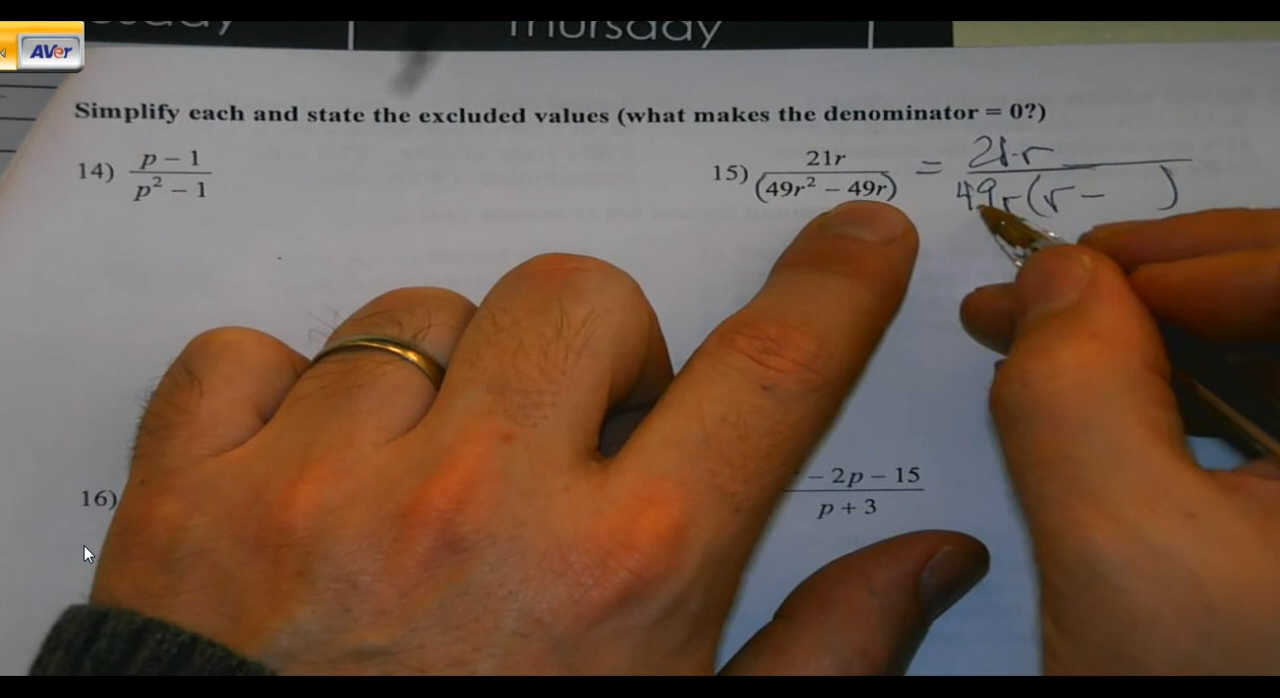 Thursday
AVer
Simplify each and state the excluded values (what makes the denominator = 0?)
14) (p − 1)/(p² − 1)
15) 21r/(49r² − 49r) = 21·r/49r(r − )
16)
− 2p − 15
p + 3